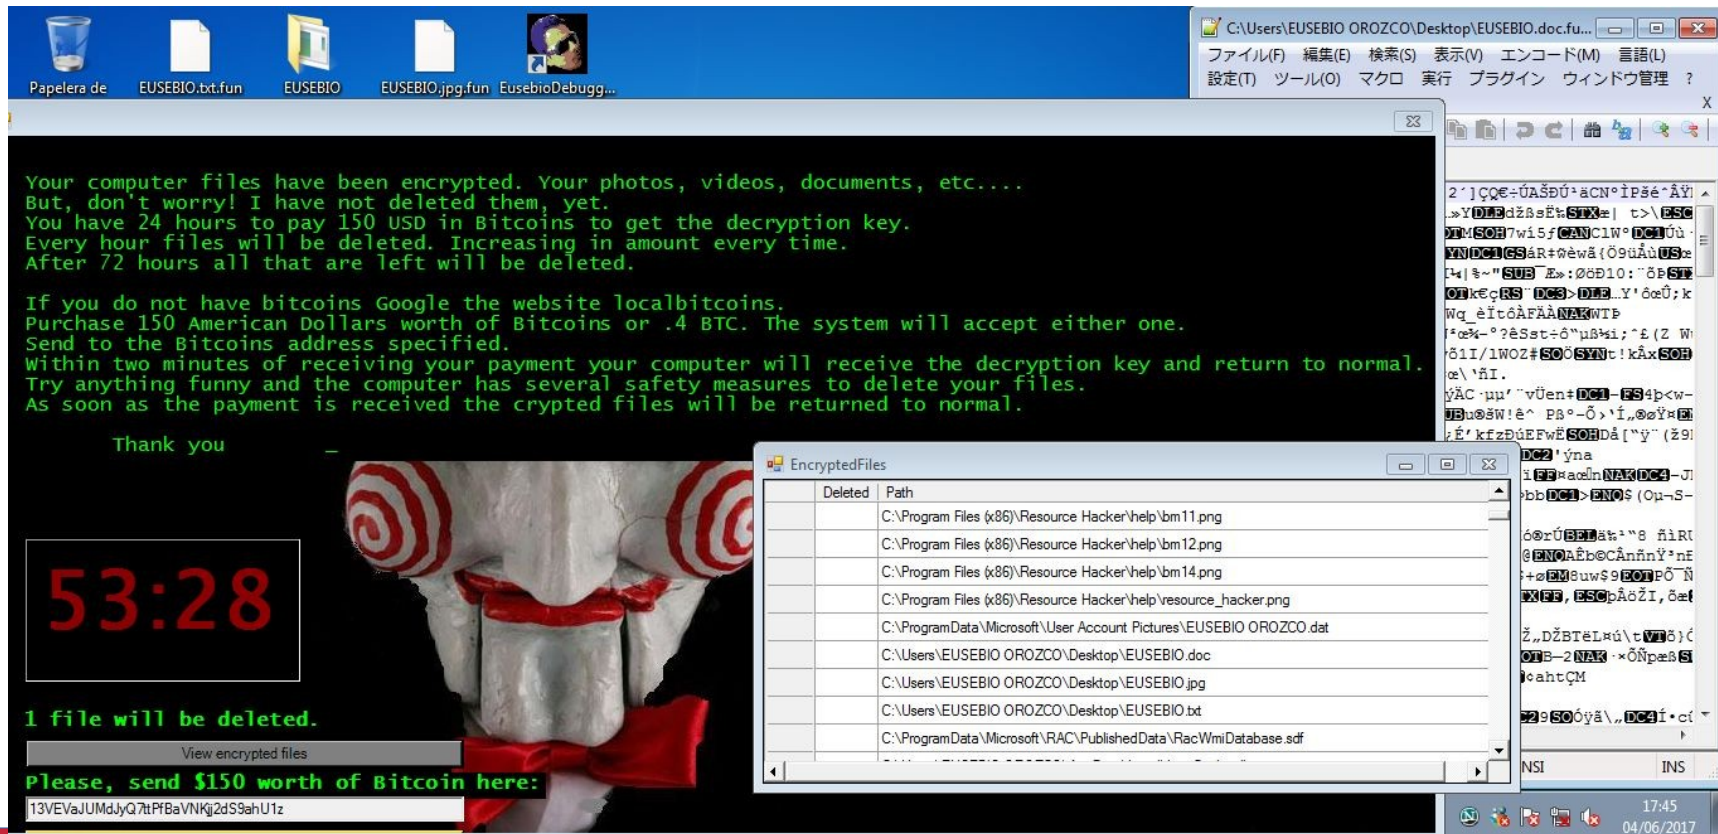 Papelera de
EUSEBIO.txt.fun
EUSEBIO
EUSEBIO.jpg.fun
EusebioDebugg...
C:\Users\EUSEBIO OROZCO\Desktop\EUSEBIO.doc.fu...
ファイル(F) 編集(E) 検索(S) 表示(V) エンコード(M) 言語(L)
設定(T) ツール(O) マクロ 実行 プラグイン ウィンドウ管理 ?
X
Your computer files have been encrypted. Your photos, videos, documents, etc....
But, don't worry! I have not deleted them, yet.
You have 24 hours to pay 150 USD in Bitcoins to get the decryption key.
Every hour files will be deleted. Increasing in amount every time.
After 72 hours all that are left will be deleted.
If you do not have bitcoins Google the website localbitcoins.
Purchase 150 American Dollars worth of Bitcoins or .4 BTC. The system will accept either one.
Send to the Bitcoins address specified.
Within two minutes of receiving your payment your computer will receive the decryption key and return to normal.
Try anything funny and the computer has several safety measures to delete your files.
As soon as the payment is received the crypted files will be returned to normal.
Thank you _
53:28
1 file will be deleted.
View encrypted files
Please, send $150 worth of Bitcoin here:
13VEVaJUMdJyQ7ttPfBaVNKjj2dS9ahU1z
EncryptedFiles
Deleted Path
C:\Program Files (x86)\Resource Hacker\help\bm11.png
C:\Program Files (x86)\Resource Hacker\help\bm12.png
C:\Program Files (x86)\Resource Hacker\help\bm14.png
C:\Program Files (x86)\Resource Hacker\help\resource_hacker.png
C:\ProgramData\Microsoft\User Account Pictures\EUSEBIO OROZCO.dat
C:\Users\EUSEBIO OROZCO\Desktop\EUSEBIO.doc
C:\Users\EUSEBIO OROZCO\Desktop\EUSEBIO.jpg
C:\Users\EUSEBIO OROZCO\Desktop\EUSEBIO.txt
C:\ProgramData\Microsoft\RAC\PublishedData\RacWmiDatabase.sdf
NSI INS
17:45
04/06/2017